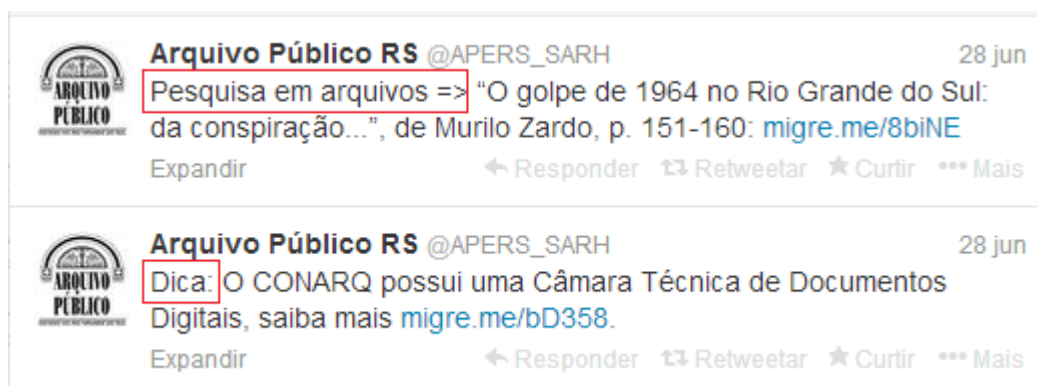 Arquivo Público RS @APERS_SARH 28 jun
ARQUIVO
PÚBLICO
Pesquisa em arquivos => “O golpe de 1964 no Rio Grande do Sul:
da conspiração...”, de Murilo Zardo, p. 151-160: migre.me/8biNE
Expandir Responder Retweetar Curtir Mais
Arquivo Público RS @APERS_SARH 28 jun
ARQUIVO
PÚBLICO
Dica: O CONARQ possui uma Câmara Técnica de Documentos
Digitais, saiba mais migre.me/bD358.
Expandir Responder Retweetar Curtir Mais